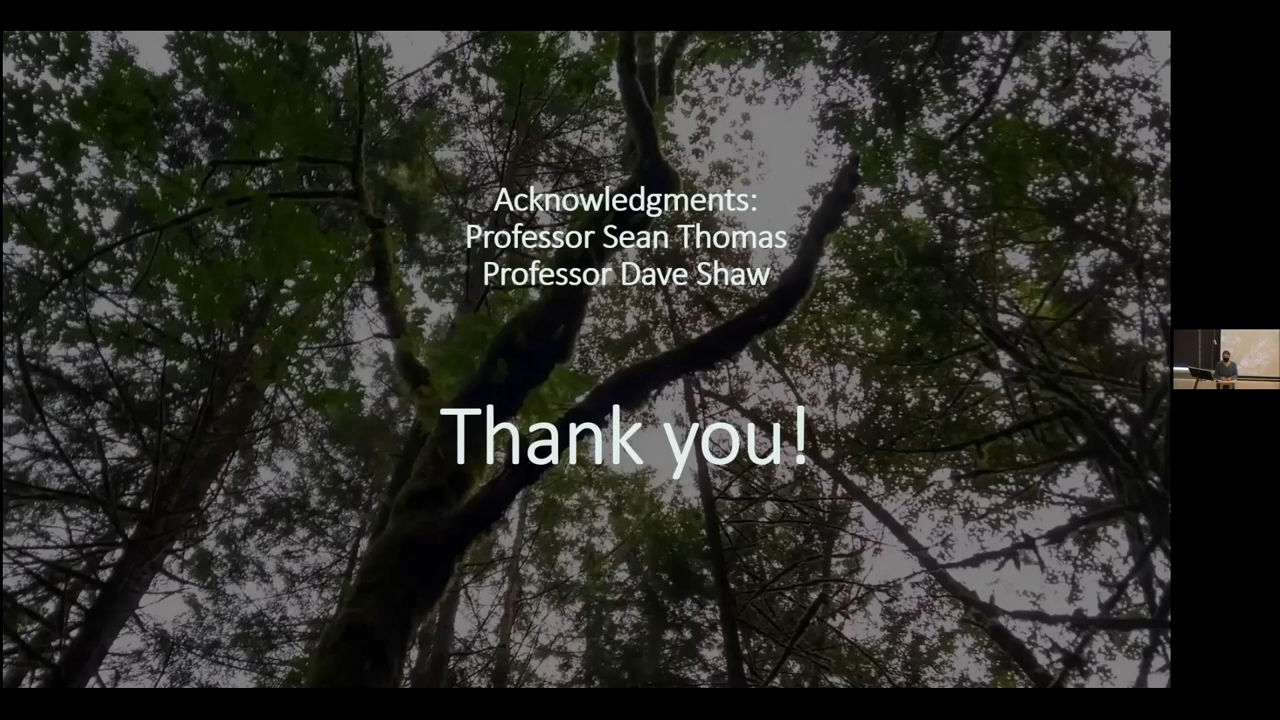 Acknowledgments:
Professor Sean Thomas
Professor Dave Shaw
Thank you!